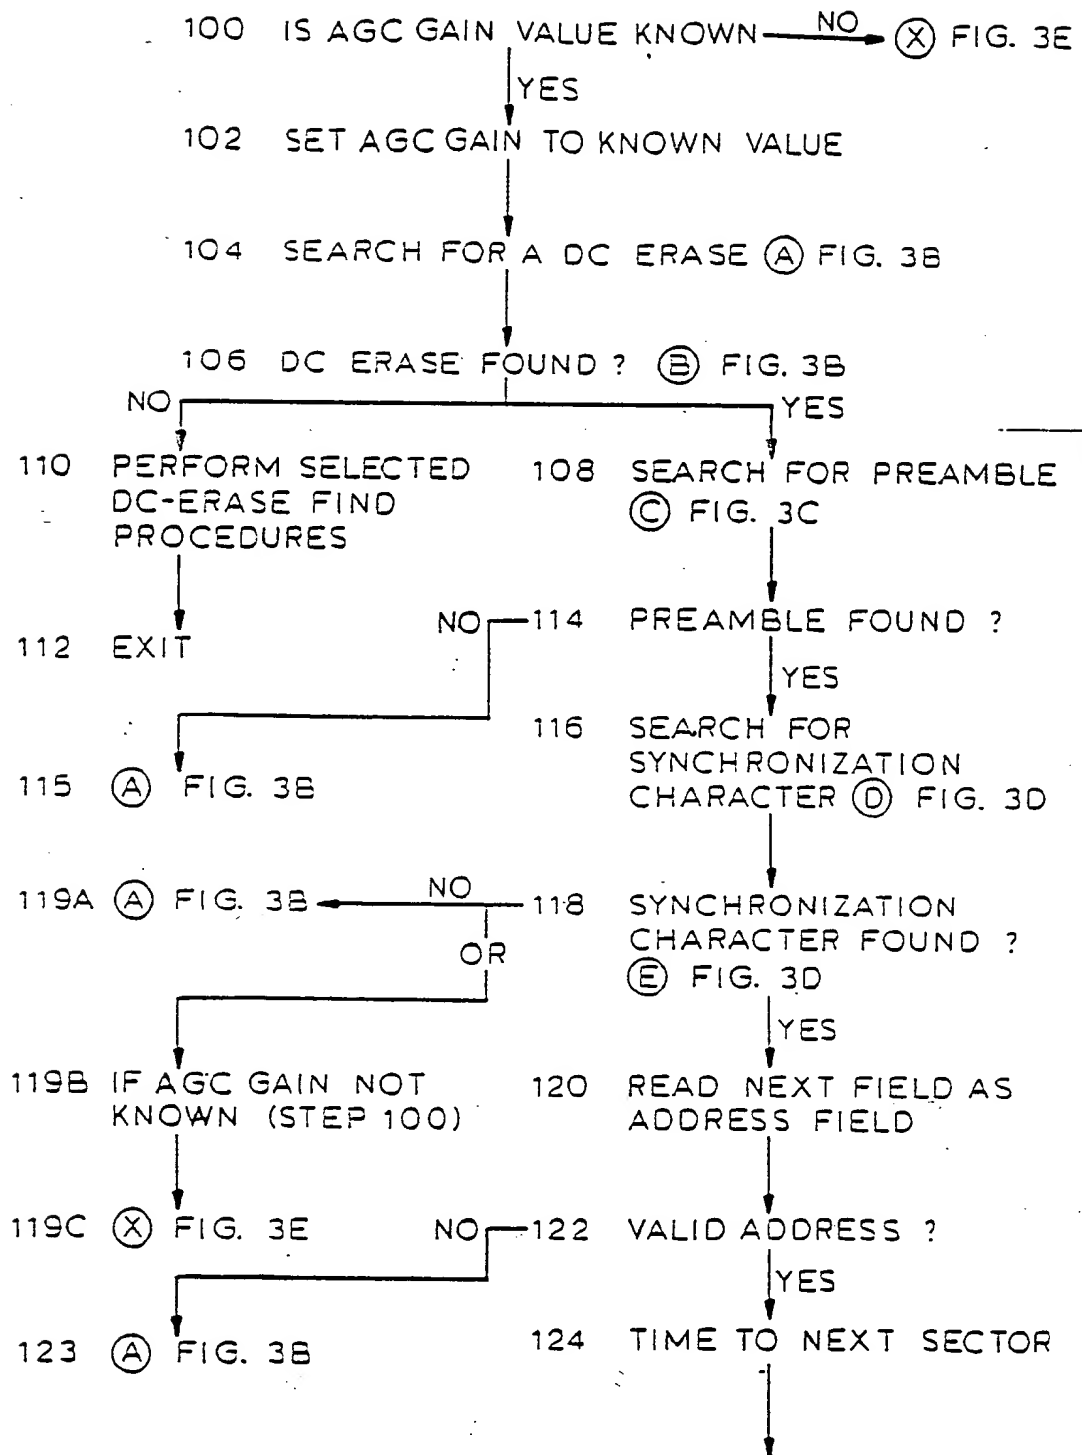 100 IS AGC GAIN VALUE KNOWN NO (X) FIG. 3E
YES
102 SET AGC GAIN TO KNOWN VALUE
104 SEARCH FOR A DC ERASE (A) FIG. 3B
106 DC ERASE FOUND ? (B) FIG. 3B
NO YES
110 PERFORM SELECTED
DC-ERASE FIND
PROCEDURES
108 SEARCH FOR PREAMBLE
(C) FIG. 3C
112 EXIT
NO 114 PREAMBLE FOUND ?
YES
115 (A) FIG. 3B
116 SEARCH FOR
SYNCHRONIZATION
CHARACTER (D) FIG. 3D
119A (A) FIG. 3B NO 118 SYNCHRONIZATION
CHARACTER FOUND ?
(E) FIG. 3D
OR
YES
119B IF AGC GAIN NOT
KNOWN (STEP 100)
120 READ NEXT FIELD AS
ADDRESS FIELD
119C (X) FIG. 3E
NO 122 VALID ADDRESS ?
YES
123 (A) FIG. 3B
124 TIME TO NEXT SECTOR